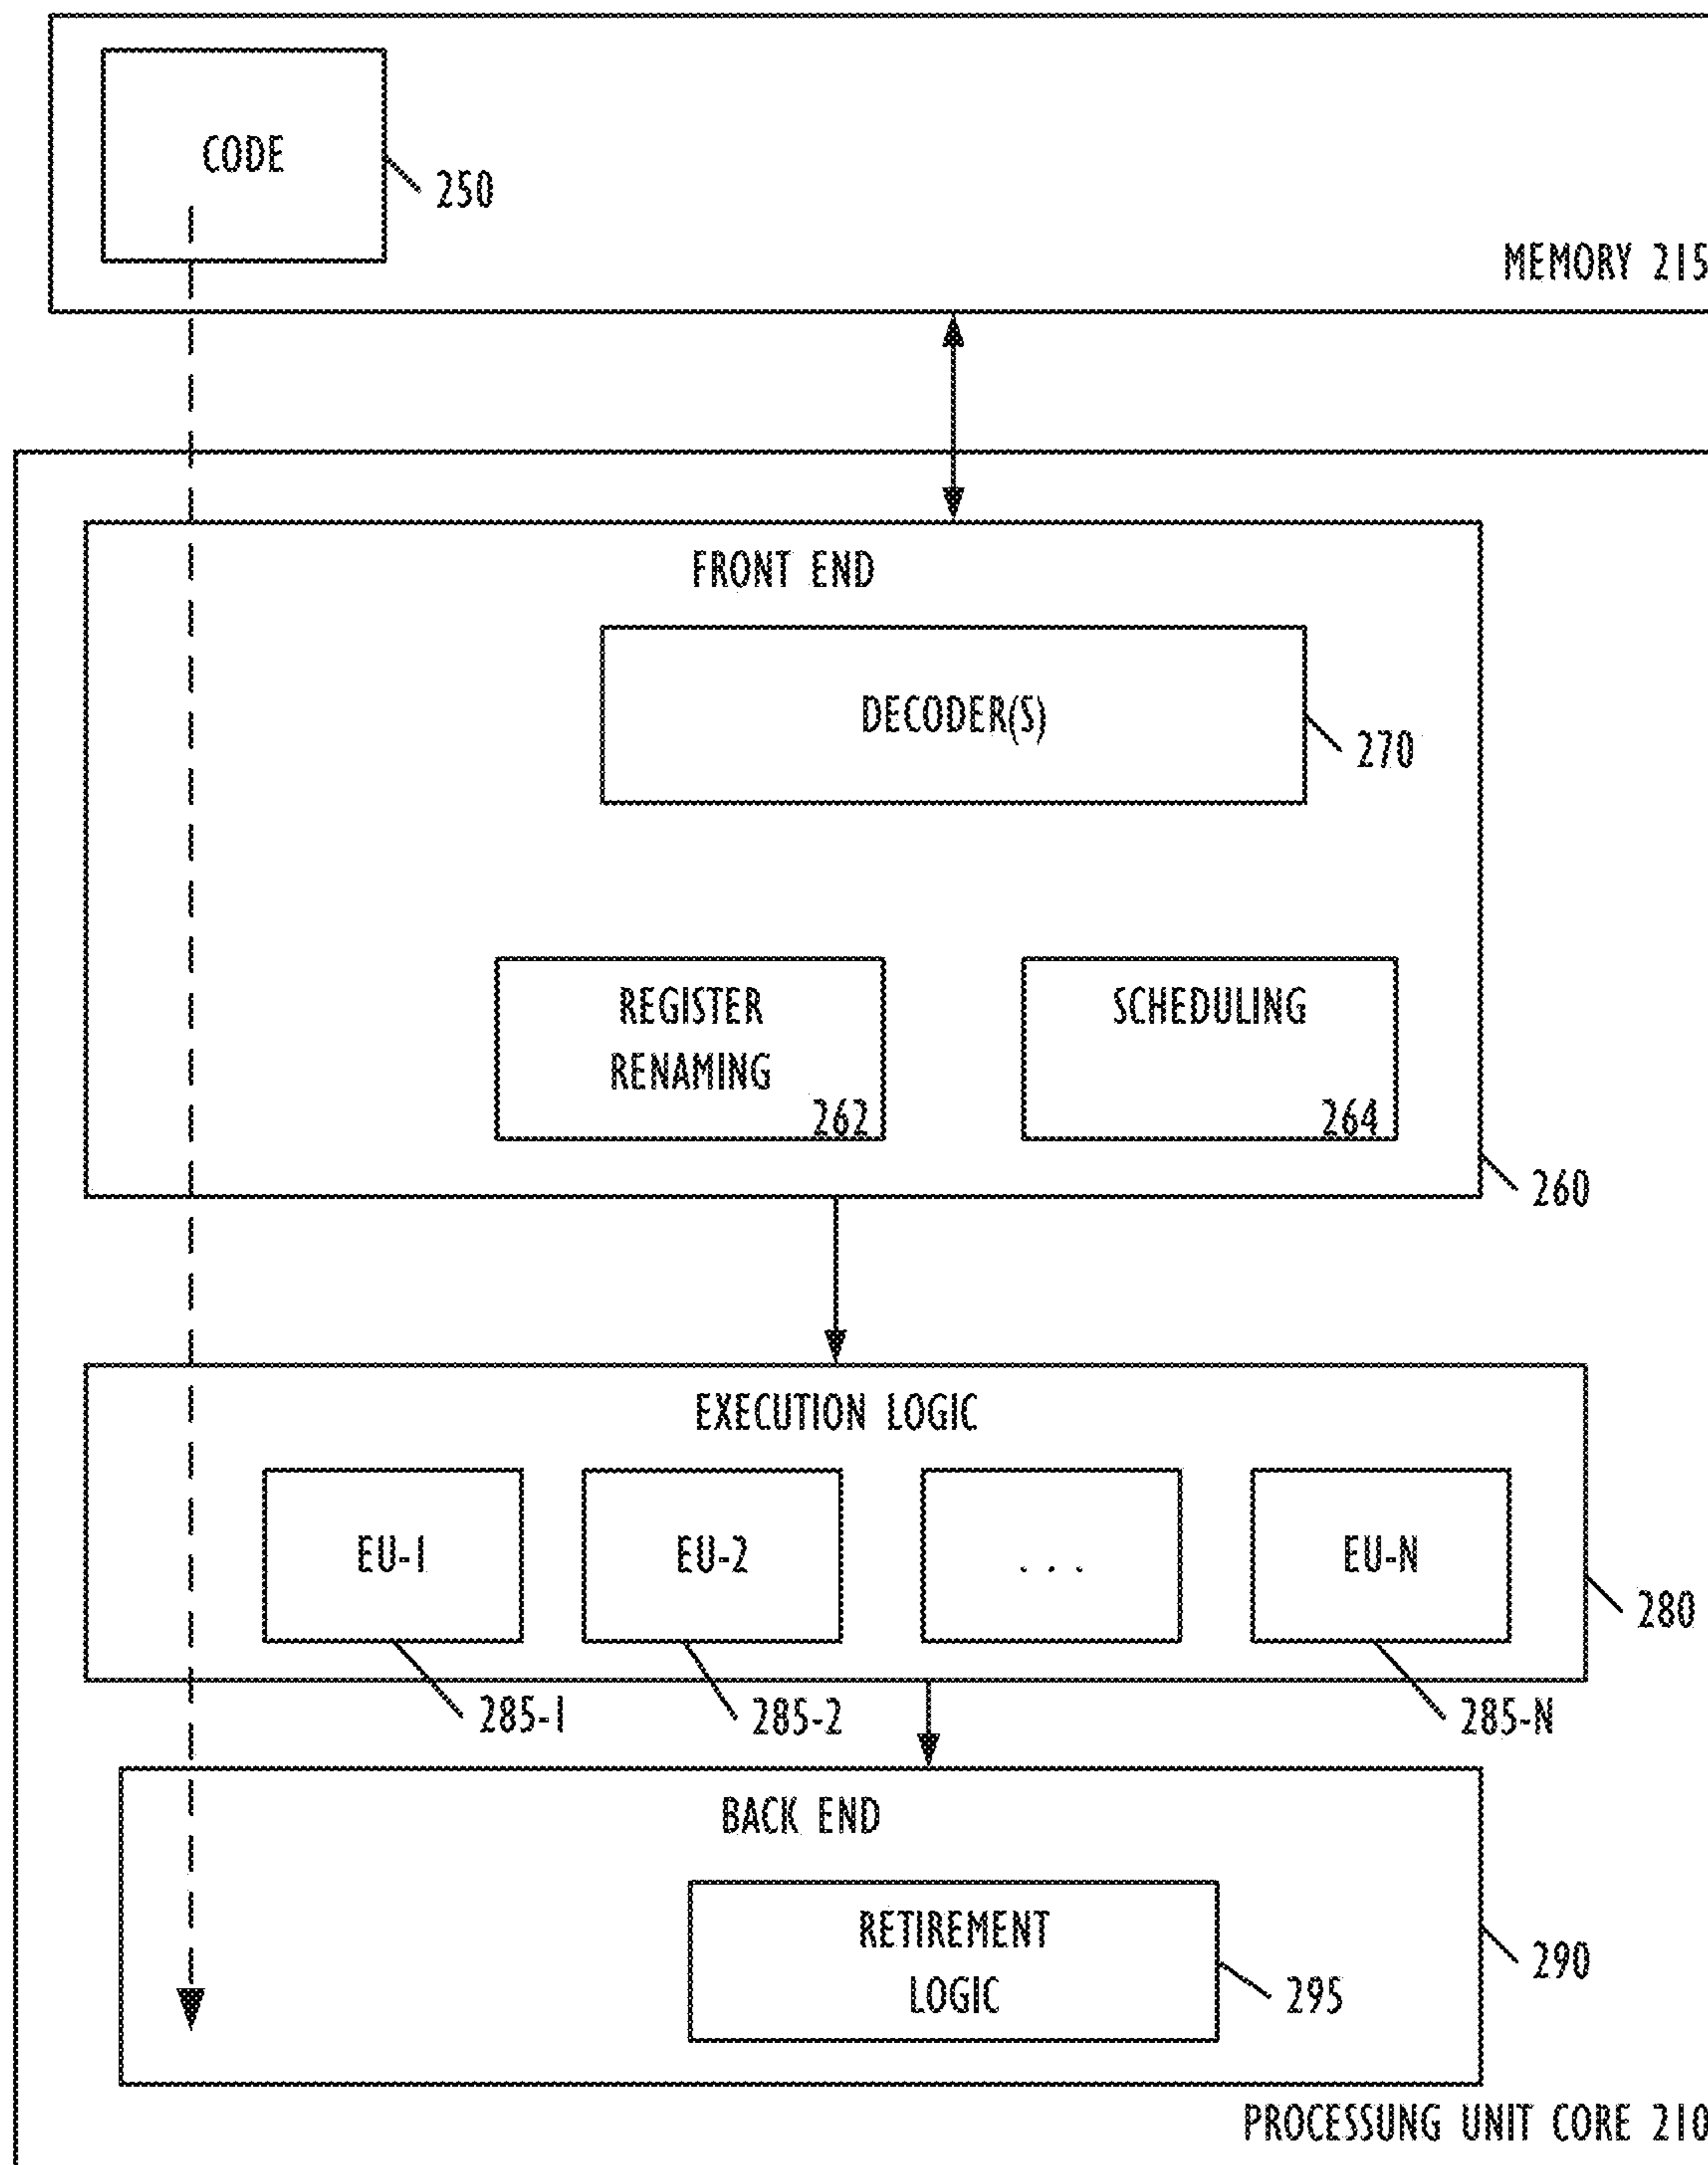 CODE
250
MEMORY 215
FRONT END
DECODER(S)
270
REGISTER
RENAMING
262
SCHEDULING
264
260
EXECUTION LOGIC
EU-1
EU-2
. . .
EU-N
280
285-1
285-2
285-N
BACK END
RETIREMENT
LOGIC
295
290
PROCESSUNG UNIT CORE 210